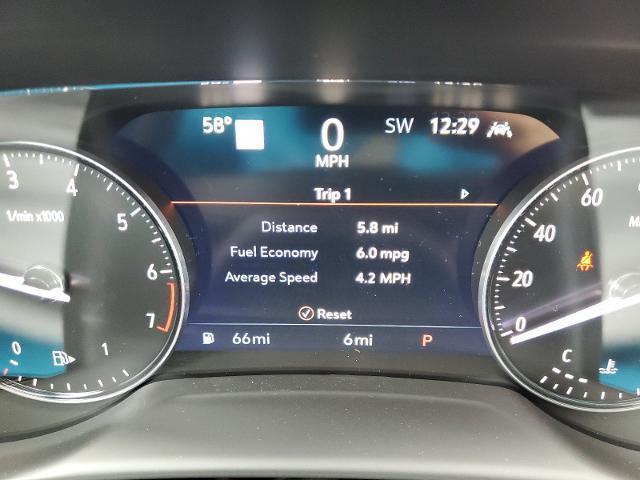 58° 0 SW 12:29
MPH
Trip 1
Distance 5.8 mi
Fuel Economy 6.0 mpg
Average Speed 4.2 MPH
Reset
66mi 6mi P
3
4
5
6
7
1/min x1000
0
1
60
40
20
0
C